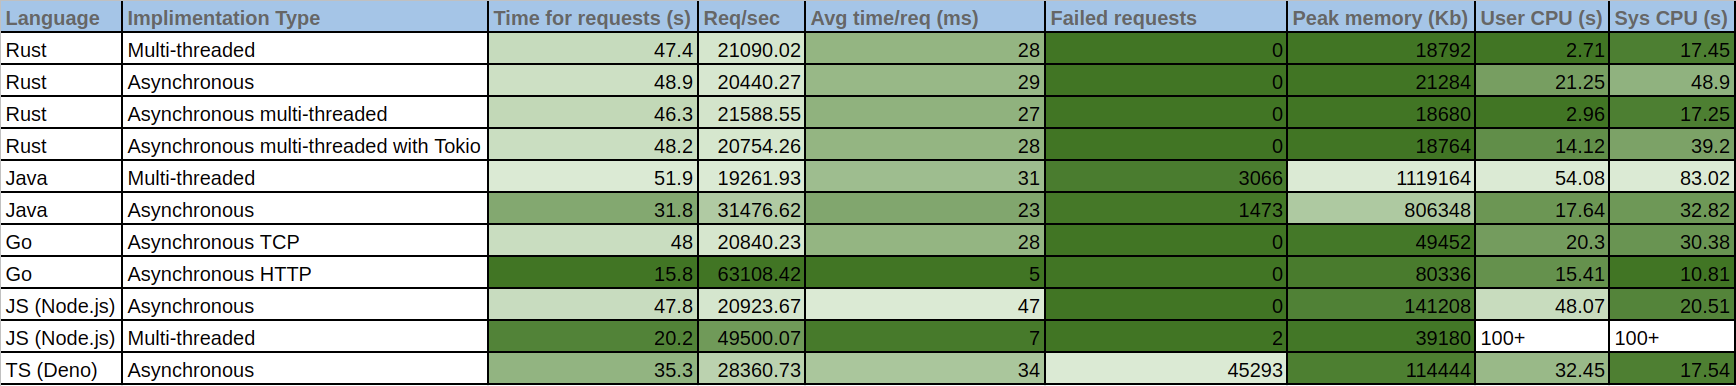 Language Implimentation Type Time for requests (s) Req/sec Avg time/req (ms) Failed requests Peak memory (Kb) User CPU (s) Sys CPU (s)
Rust Multi-threaded 47.4 21090.02 28 0 18792 2.71 17.45
Rust Asynchronous 48.9 20440.27 29 0 21284 21.25 48.9
Rust Asynchronous multi-threaded 46.3 21588.55 27 0 18680 2.96 17.25
Rust Asynchronous multi-threaded with Tokio 48.2 20754.26 28 0 18764 14.12 39.2
Java Multi-threaded 51.9 19261.93 31 3066 1119164 54.08 83.02
Java Asynchronous 31.8 31476.62 23 1473 806348 17.64 32.82
Go Asynchronous TCP 48 20840.23 28 0 49452 20.3 30.38
Go Asynchronous HTTP 15.8 63108.42 5 0 80336 15.41 10.81
JS (Node.js) Asynchronous 47.8 20923.67 47 0 141208 48.07 20.51
JS (Node.js) Multi-threaded 20.2 49500.07 7 2 39180 100+ 100+
TS (Deno) Asynchronous 35.3 28360.73 34 45293 114444 32.45 17.54